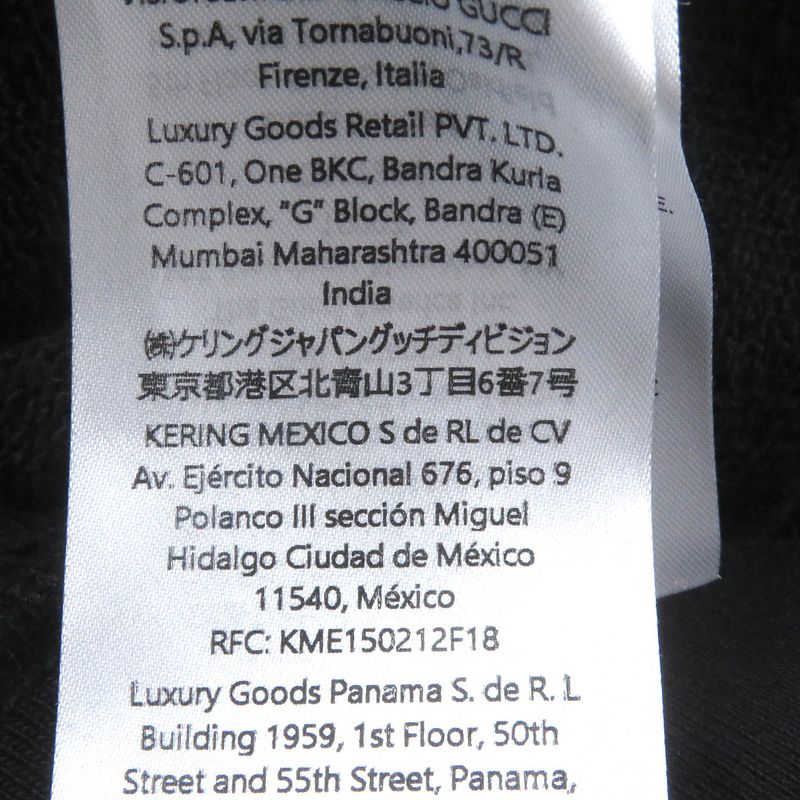 GUCCI
S.p.A, via Tornabuoni,73/R
Firenze, Italia
Luxury Goods Retail PVT. LTD.
C-601, One BKC, Bandra Kurla
Complex, "G" Block, Bandra (E)
Mumbai Maharashtra 400051
India
㈱ケリングジャパングッチディビジョン
東京都港区北青山3丁目6番7号
KERING MEXICO S de RL de CV
Av. Ejército Nacional 676, piso 9
Polanco III sección Miguel
Hidalgo Ciudad de México
11540, México
RFC: KME150212F18
Luxury Goods Panama S. de R. L
Building 1959, 1st Floor, 50th
Street and 55th Street, Panama,